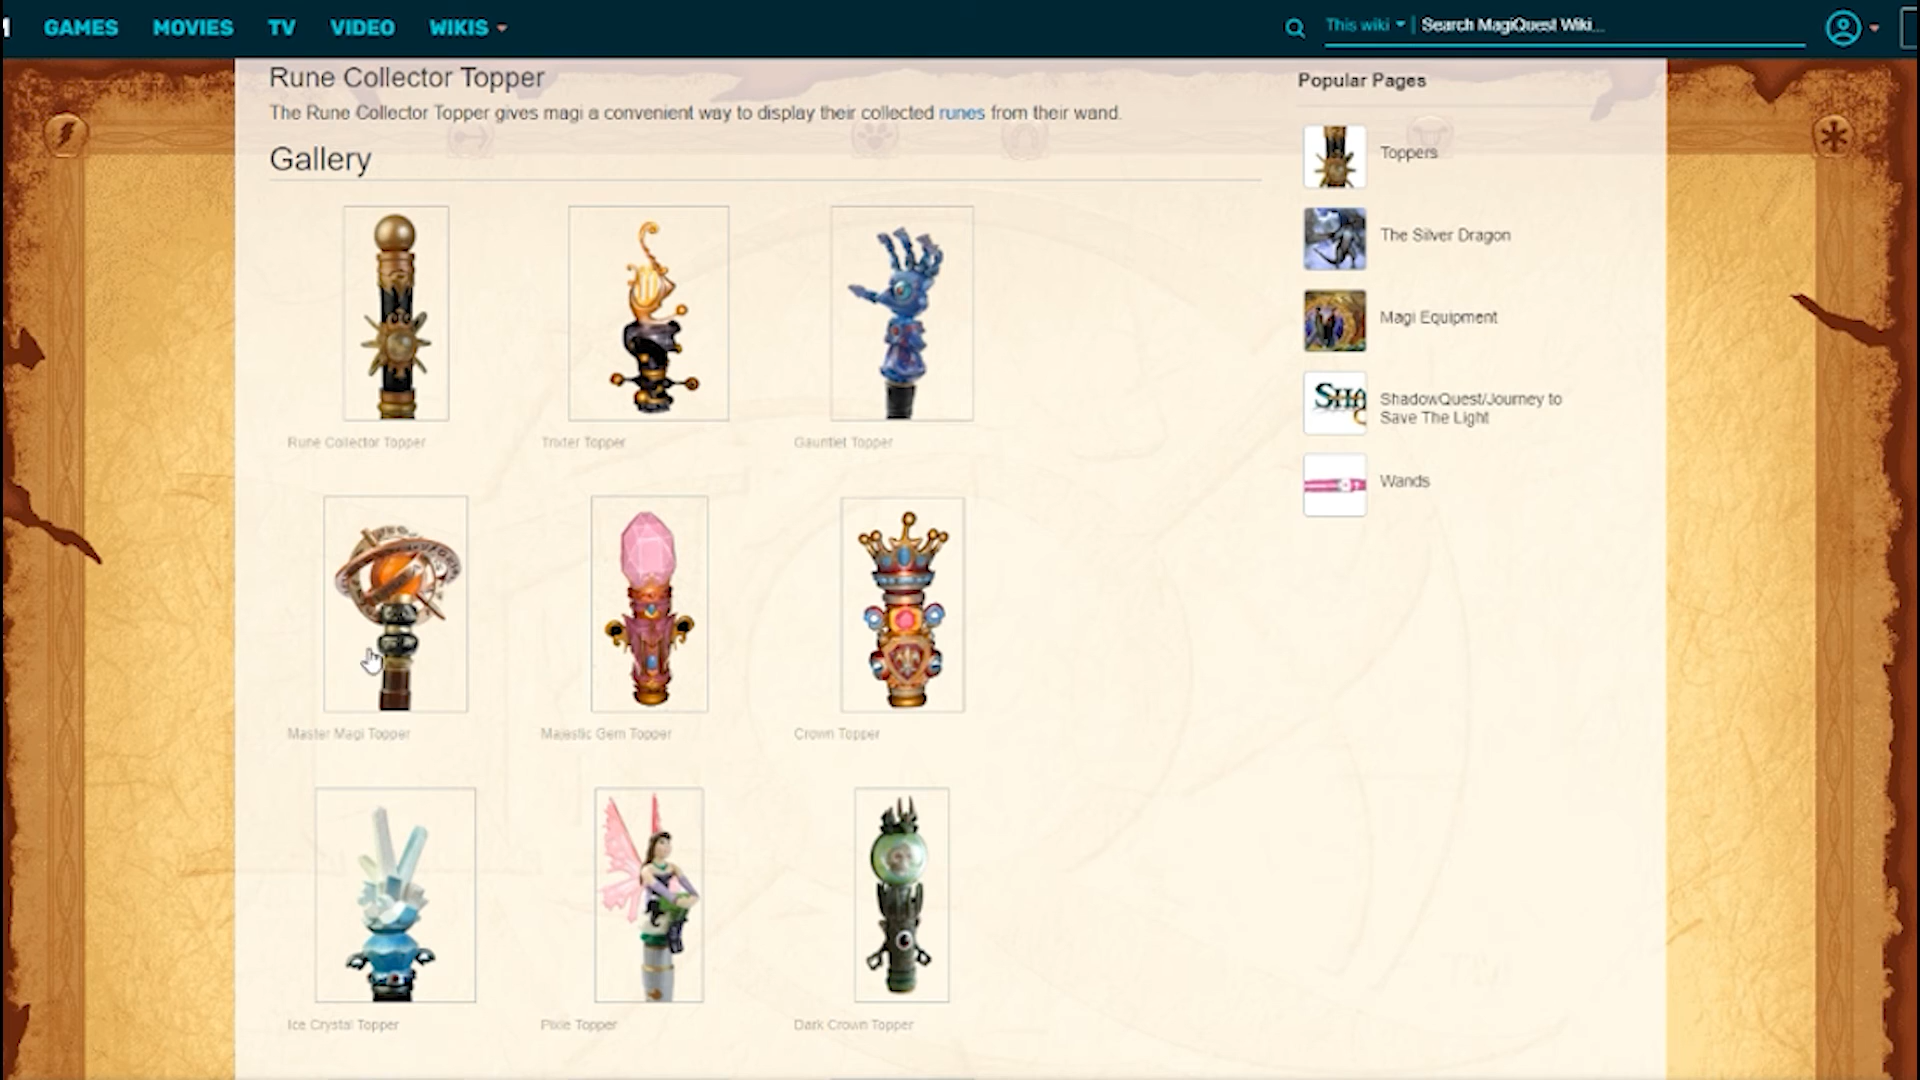 GAMES MOVIES TV VIDEO WIKIS
This wiki Search MagiQuest Wiki...
Rune Collector Topper
The Rune Collector Topper gives magi a convenient way to display their collected runes from their wand.
Gallery
Rune Collector Topper
Trixter Topper
Gauntlet Topper
Master Magi Topper
Majestic Gem Topper
Crown Topper
Ice Crystal Topper
Pixie Topper
Dark Crown Topper
Popular Pages
Toppers
The Silver Dragon
Magi Equipment
SHA
ShadowQuest/Journey to
Save The Light
Wands